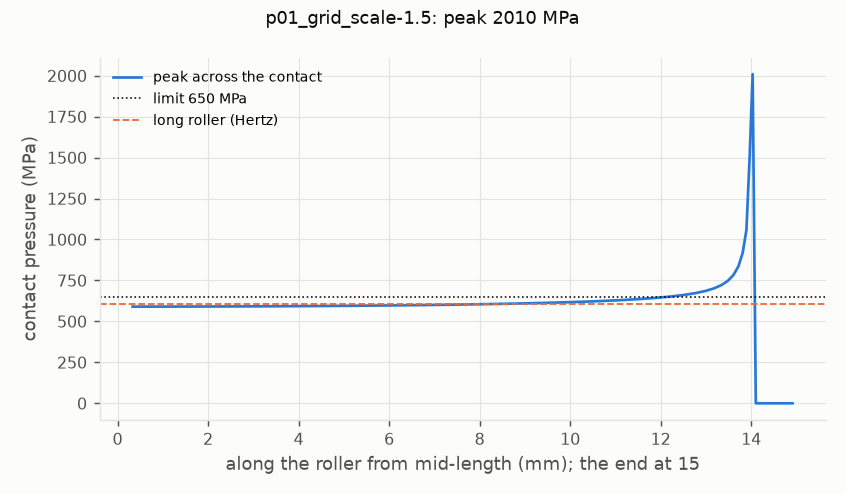 p01_grid_scale-1.5: peak 2010 MPa
peak across the contact
limit 650 MPa
long roller (Hertz)
contact pressure (MPa)
2000
1750
1500
1250
1000
750
500
250
0
0 2 4 6 8 10 12 14
along the roller from mid-length (mm); the end at 15